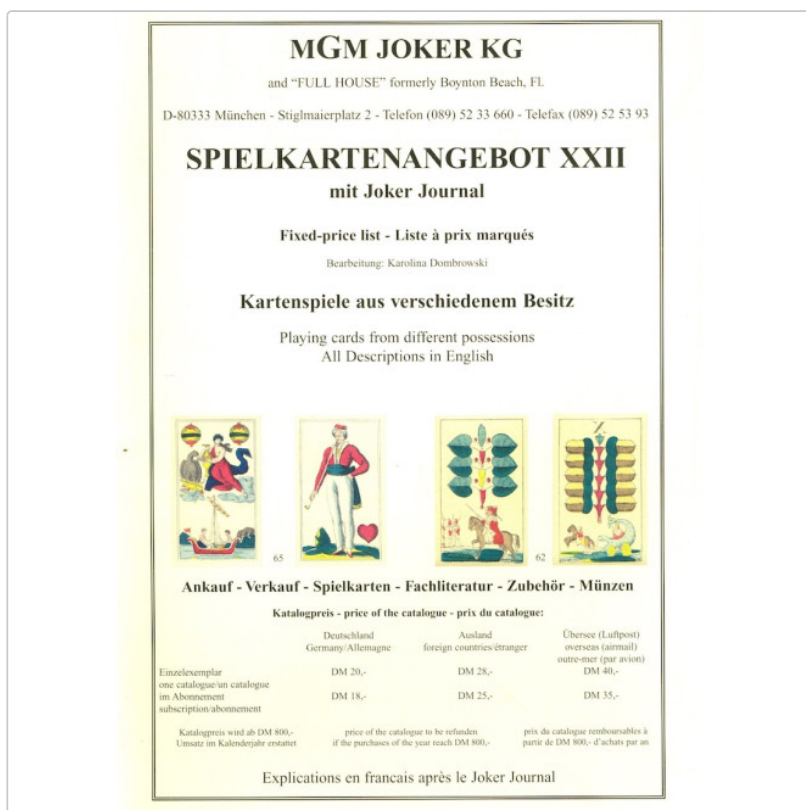 MGM JOKER KG
and “FULL HOUSE” formerly Boynton Beach, Fl.
D-80333 München - Stiglmaierplatz 2 - Telefon (089) 52 33 660 - Telefax (089) 52 53 93
SPIELKARTENANGEBOT XXII
mit Joker Journal
Fixed-price list - Liste à prix marqués
Bearbeitung: Karolina Dombrowski
Kartenspiele aus verschiedenem Besitz
Playing cards from different possessions
All Descriptions in English
65
62
Ankauf - Verkauf - Spielkarten - Fachliteratur - Zubehör - Münzen
Katalogpreis - price of the catalogue - prix du catalogue:
Deutschland
Germany/Allemagne
Ausland
foreign countries/étranger
Übersee (Luftpost)
overseas (airmail)
outre-mer (par avion)
Einzelexemplar DM 20,- DM 28,- DM 40,-
one catalogue/un catalogue
im Abonnement DM 18,- DM 25,- DM 35,-
subscription/abonnement
Katalogpreis wird ab DM 800,-
Umsatz im Kalenderjahr erstattet
price of the catalogue to be refunden
if the purchases of the year reach DM 800,-
prix du catalogue remboursables à
partir de DM 800,- d'achats par an
Explications en francais après le Joker Journal